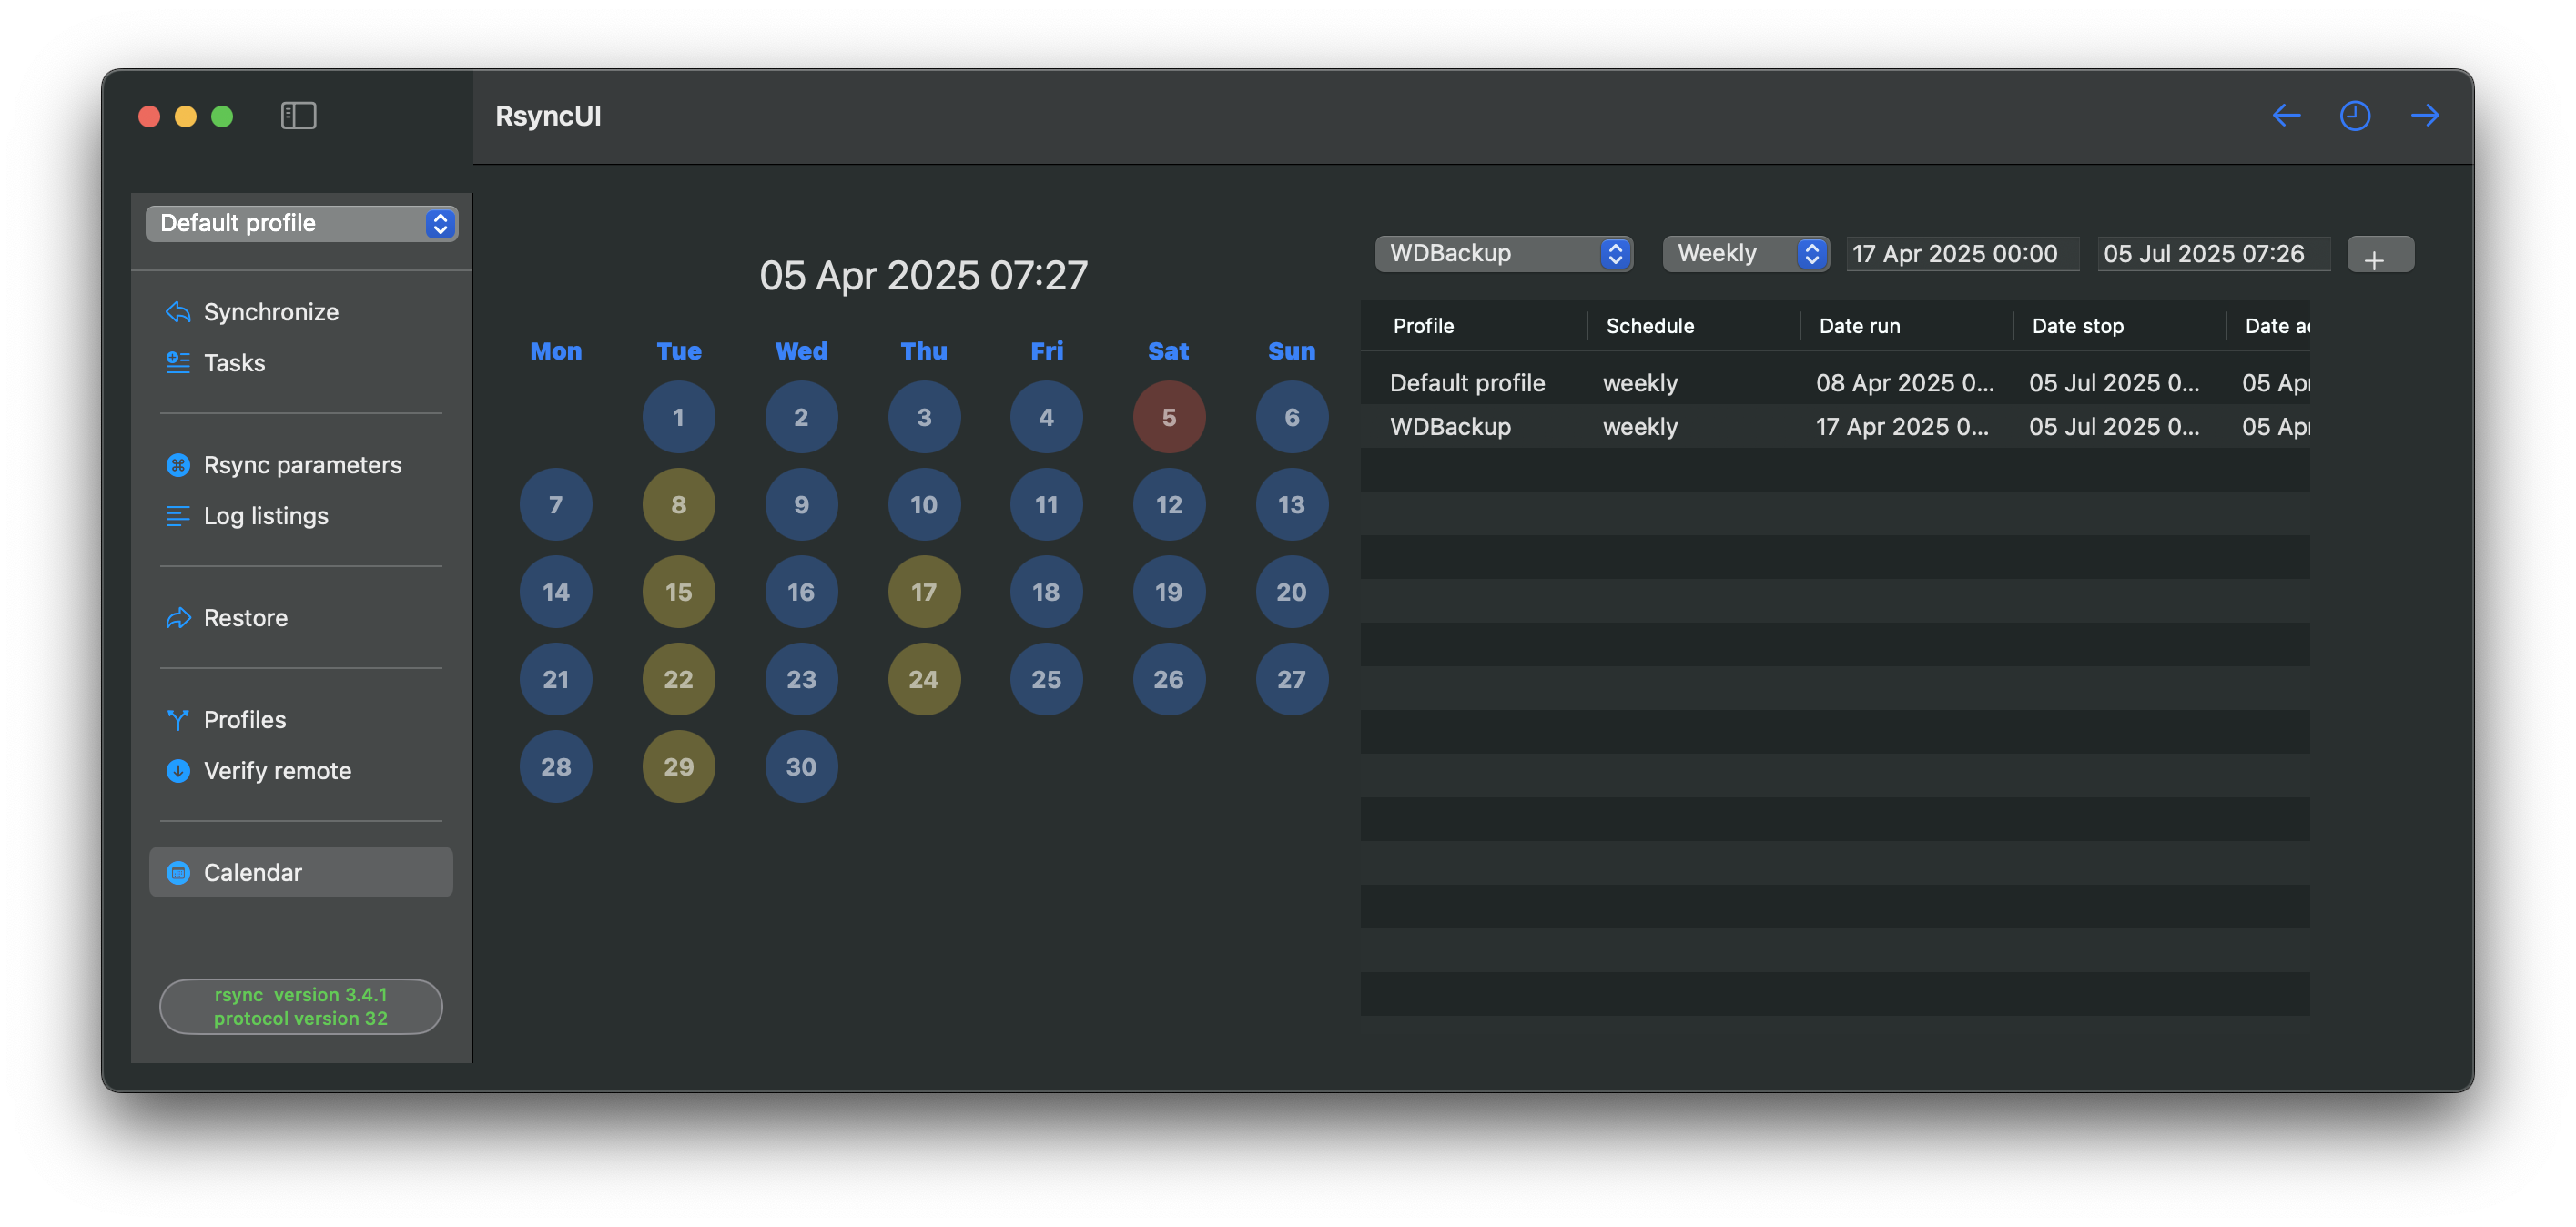 RsyncUI
Default profile
Synchronize
Tasks
Rsync parameters
Log listings
Restore
Profiles
Verify remote
Calendar
rsync version 3.4.1
protocol version 32
05 Apr 2025 07:27
Mon Tue Wed Thu Fri Sat Sun
1 2 3 4 5 6
7 8 9 10 11 12 13
14 15 16 17 18 19 20
21 22 23 24 25 26 27
28 29 30
WDBackup Weekly 17 Apr 2025 00:00 05 Jul 2025 07:26 +
Profile Schedule Date run Date stop Date
Default profile weekly 08 Apr 2025 0... 05 Jul 2025 0... 05 Apr
WDBackup weekly 17 Apr 2025 0... 05 Jul 2025 0... 05 Apr